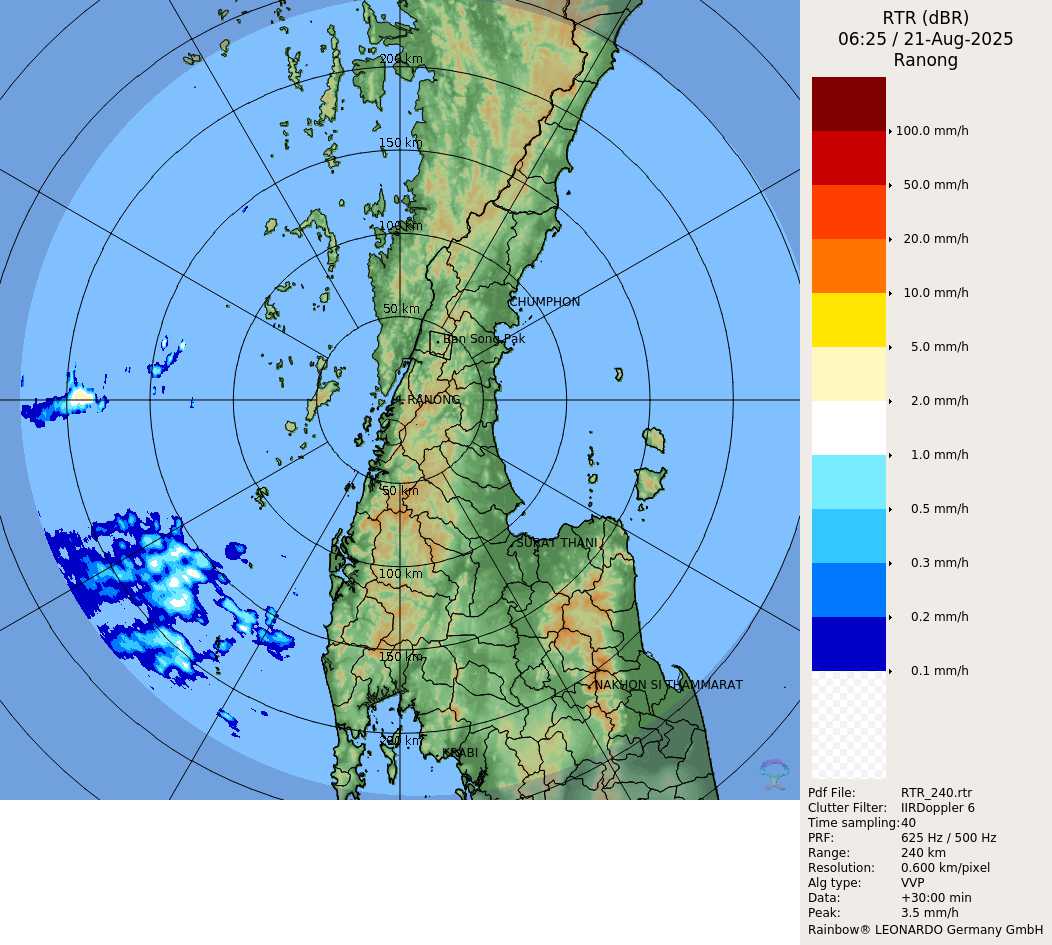 RTR (dBR)
06:25 / 21-Aug-2025
Ranong
100.0 mm/h
50.0 mm/h
20.0 mm/h
10.0 mm/h
5.0 mm/h
2.0 mm/h
1.0 mm/h
0.5 mm/h
0.3 mm/h
0.2 mm/h
0.1 mm/h
200 km
150 km
100 km
50 km
CHUMPHON
Ban Song Pak
RANONG
50 km
SURAT THANI
100 km
150 km
NAKHON SI THAMMARAT
200 km
KRABI
Pdf File: RTR_240.rtr
Clutter Filter: IIRDoppler 6
Time sampling:40
PRF: 625 Hz / 500 Hz
Range: 240 km
Resolution: 0.600 km/pixel
Alg type: VVP
Data: +30:00 min
Peak: 3.5 mm/h
Rainbow® LEONARDO Germany GmbH